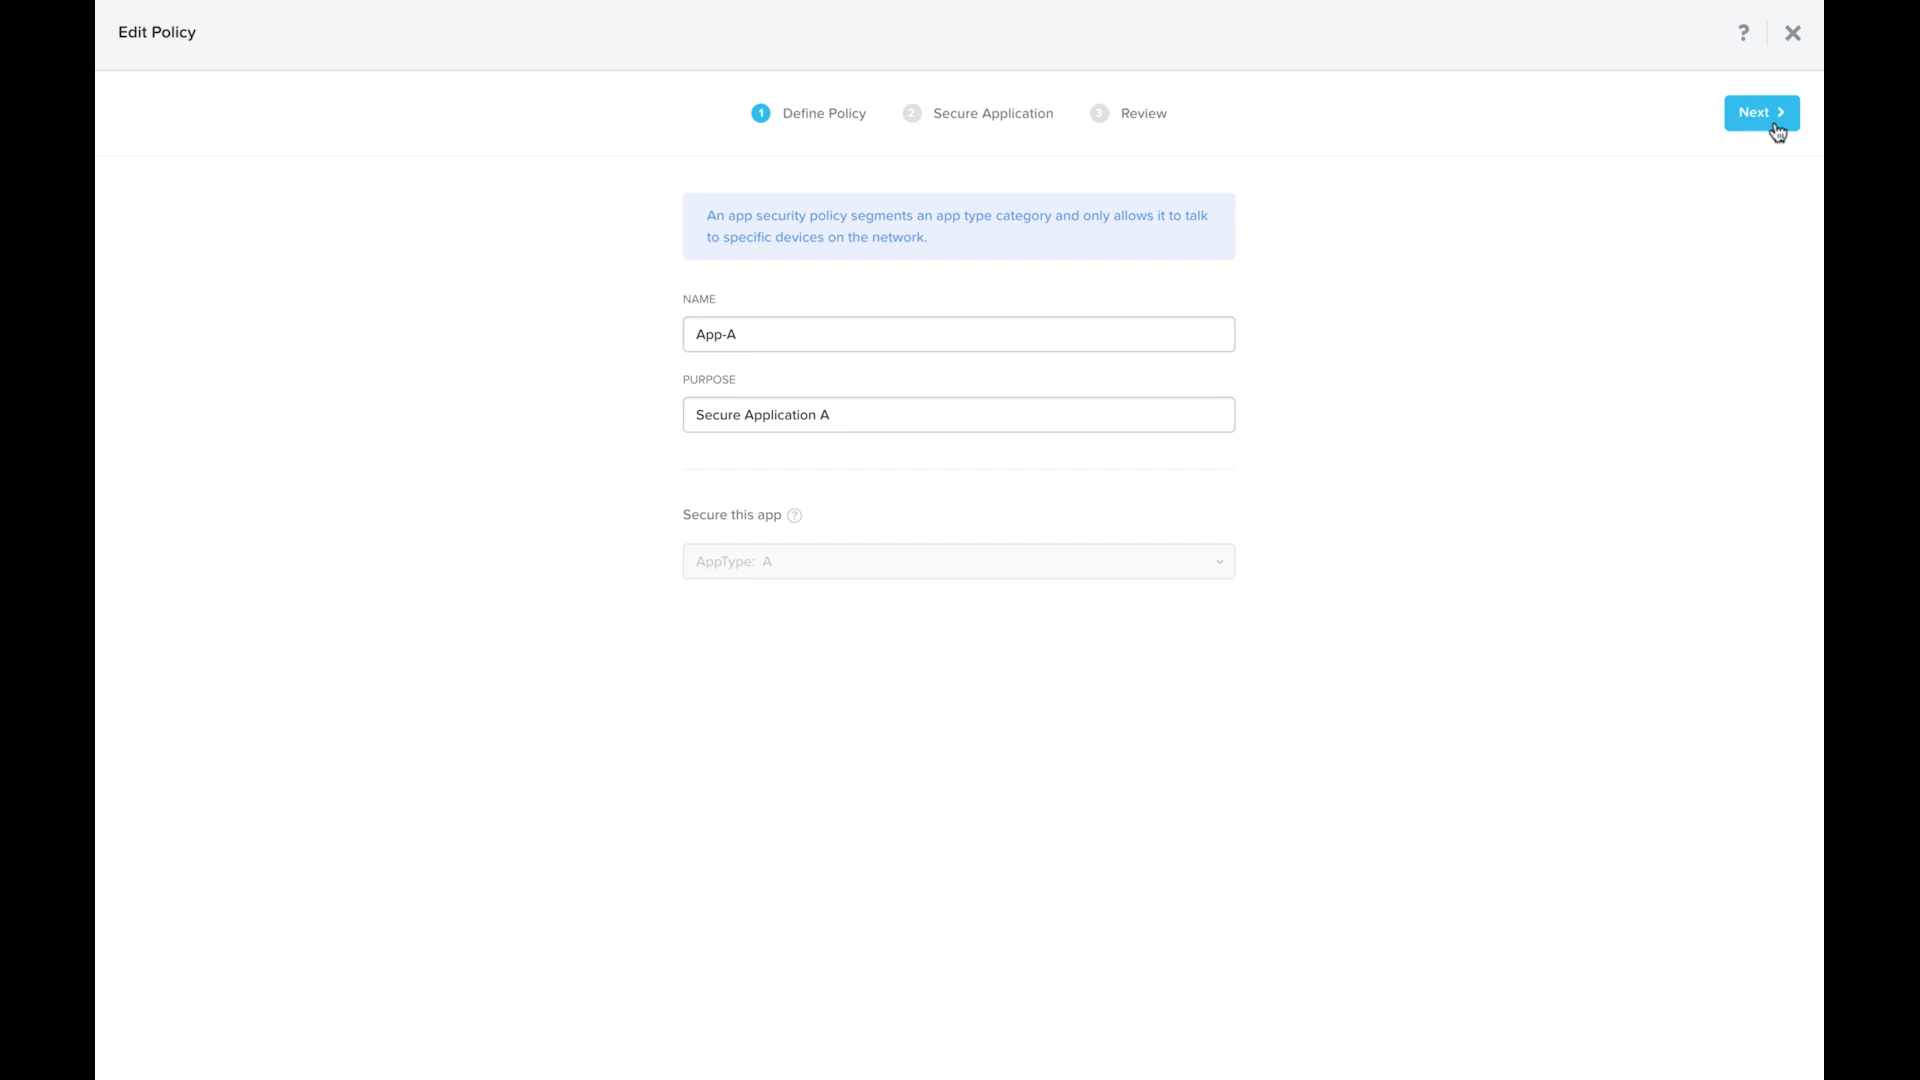 Edit Policy
?
1 Define Policy
2 Secure Application
3 Review
Next
An app security policy segments an app type category and only allows it to talk
to specific devices on the network.
NAME
App-A
PURPOSE
Secure Application A
Secure this app ?
AppType: A